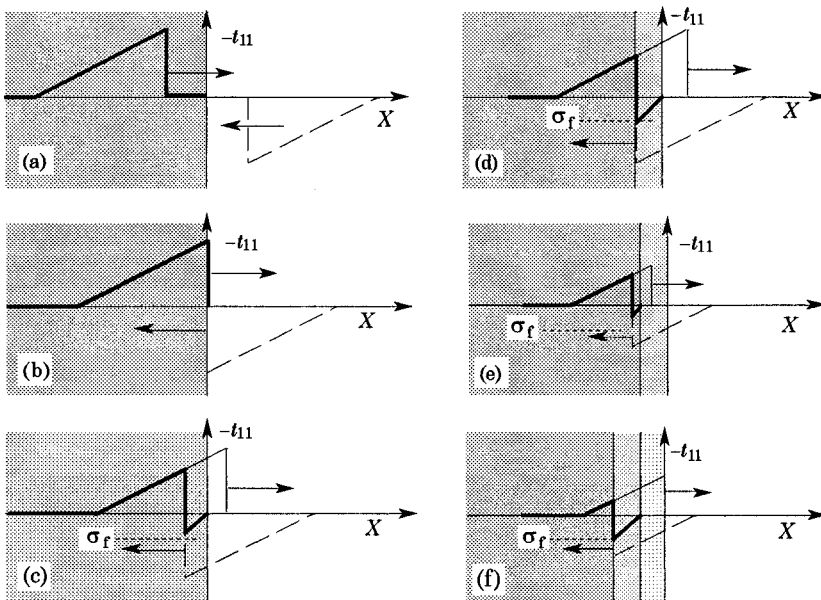 –t₁₁
X
(a)
–t₁₁
X
(b)
–t₁₁
X
σf
(c)
–t₁₁
X
σf
(d)
–t₁₁
X
σf
(e)
–t₁₁
X
σf
(f)